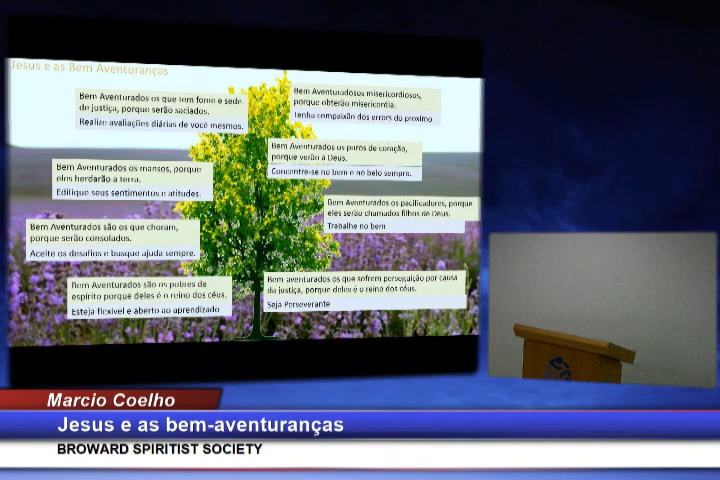 Jesus e as Bem Aventuranças
Bem Aventurados os que tem fome e sede
de justiça, porque serão saciados.
Realize avaliações diárias de você mesmos.
Bem Aventurados os mansos, porque
eles herdarão a terra.
Edifique seus sentimentos e atitudes.
Bem Aventurados são os que choram,
porque serão consolados.
Aceite os desafios e busque ajuda sempre.
Bem Aventurados são os pobres de
espírito porque deles é o reino dos céus.
Esteja flexível e aberto ao aprendizado
Bem Aventuradosos misericordiosos,
porque obterão misericordia.
Tenha compaixão dos errors do proximo
Bem Aventurados os puros de coração,
porque verão a Deus.
Concentre-se no bem e no belo sempre.
Bem Aventurados os pacificadores, porque
eles serão chamados filhos de Deus.
Trabalhe no bem
Bem aventurados os que sofrem perseguição por causa
da justiça, porque deles é o reino dos céus.
Seja Perseverante
Marcio Coelho
Jesus e as bem-aventuranças
BROWARD SPIRITIST SOCIETY